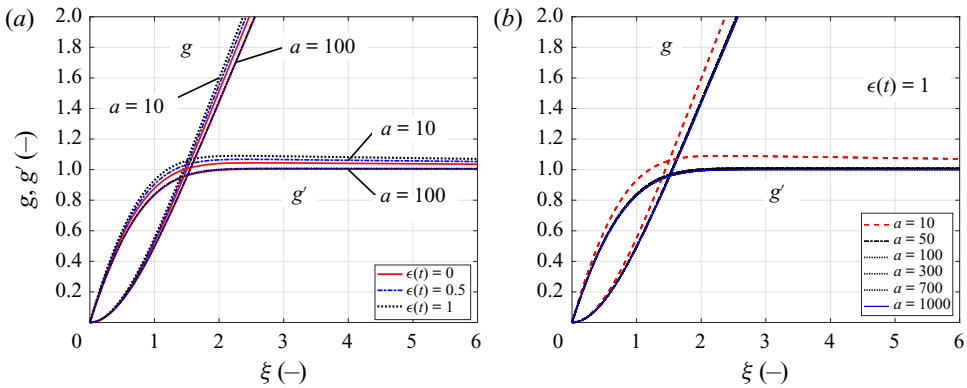 (a)
2.0
1.8
1.6
1.4
1.2
1.0
0.8
0.6
0.4
0.2
0
1
2
3
4
5
6
g, g′ (–)
ξ (–)
g
a = 100
a = 10
a = 10
a = 100
g′
ϵ(t) = 0
ϵ(t) = 0.5
ϵ(t) = 1
(b)
2.0
1.8
1.6
1.4
1.2
1.0
0.8
0.6
0.4
0.2
0
1
2
3
4
5
6
ξ (–)
g
ϵ(t) = 1
g′
a = 10
a = 50
a = 100
a = 300
a = 700
a = 1000